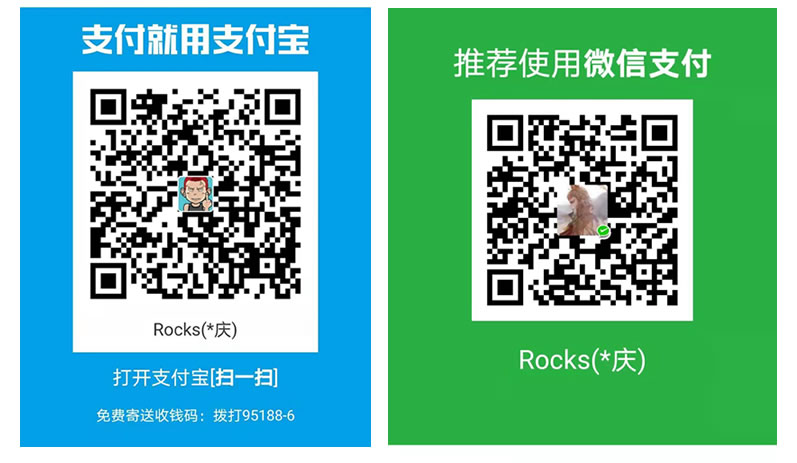 支付就用支付宝
Rocks(*庆)
打开支付宝[扫一扫]
免费寄送收钱码：拨打95188-6
推荐使用微信支付
Rocks(*庆)